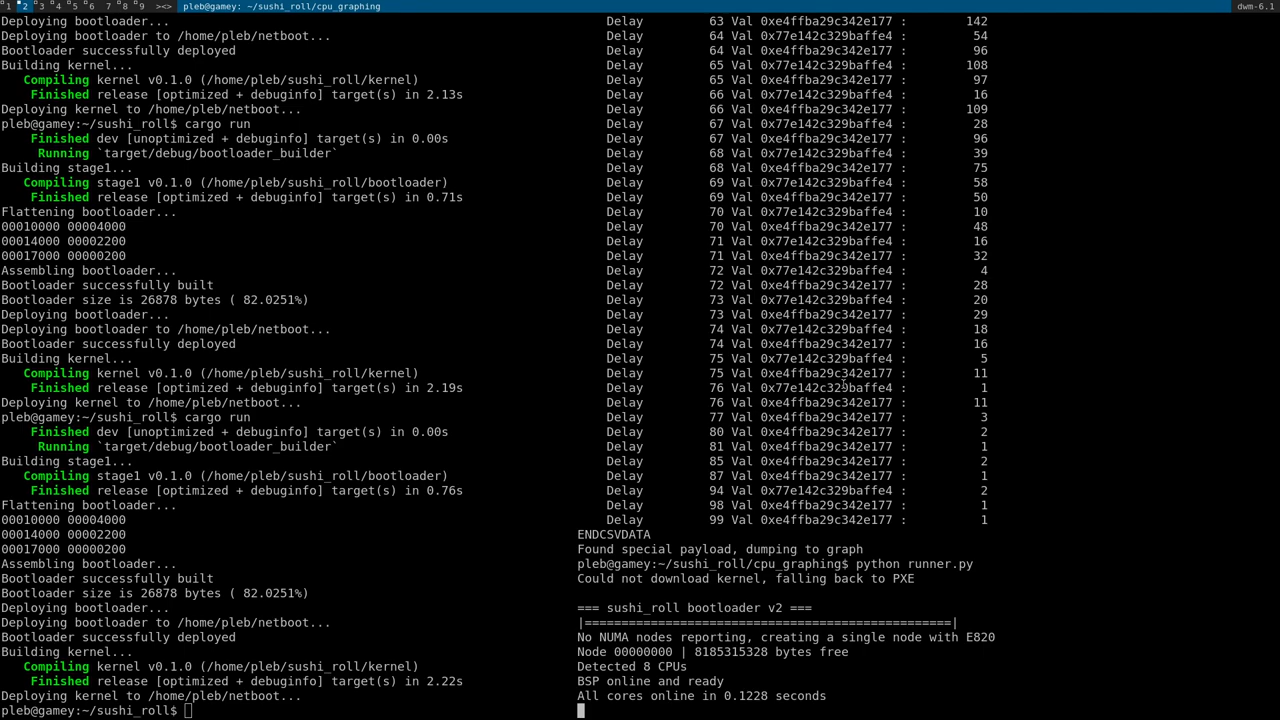 1 2 3 4 5 6 7 8 9 ><> pleb@gamey: ~/sushi_roll/cpu_graphing dwm-6.1
Deploying bootloader...
Deploying bootloader to /home/pleb/netboot...
Bootloader successfully deployed
Building kernel...
Compiling kernel v0.1.0 (/home/pleb/sushi_roll/kernel)
Finished release [optimized + debuginfo] target(s) in 2.13s
Deploying kernel to /home/pleb/netboot...
pleb@gamey:~/sushi_roll$ cargo run
Finished dev [unoptimized + debuginfo] target(s) in 0.00s
Running `target/debug/bootloader_builder`
Building stage1...
Compiling stage1 v0.1.0 (/home/pleb/sushi_roll/bootloader)
Finished release [optimized + debuginfo] target(s) in 0.71s
Flattening bootloader...
00010000 00004000
00014000 00002200
00017000 00000200
Assembling bootloader...
Bootloader successfully built
Bootloader size is 26878 bytes ( 82.0251%)
Deploying bootloader...
Deploying bootloader to /home/pleb/netboot...
Bootloader successfully deployed
Building kernel...
Compiling kernel v0.1.0 (/home/pleb/sushi_roll/kernel)
Finished release [optimized + debuginfo] target(s) in 2.19s
Deploying kernel to /home/pleb/netboot...
pleb@gamey:~/sushi_roll$ cargo run
Finished dev [unoptimized + debuginfo] target(s) in 0.00s
Running `target/debug/bootloader_builder`
Building stage1...
Compiling stage1 v0.1.0 (/home/pleb/sushi_roll/bootloader)
Finished release [optimized + debuginfo] target(s) in 0.76s
Flattening bootloader...
00010000 00004000
00014000 00002200
00017000 00000200
Assembling bootloader...
Bootloader successfully built
Bootloader size is 26878 bytes ( 82.0251%)
Deploying bootloader...
Deploying bootloader to /home/pleb/netboot...
Bootloader successfully deployed
Building kernel...
Compiling kernel v0.1.0 (/home/pleb/sushi_roll/kernel)
Finished release [optimized + debuginfo] target(s) in 2.22s
Deploying kernel to /home/pleb/netboot...
pleb@gamey:~/sushi_roll$
Delay 63 Val 0xe4ffba29c342e177 : 142
Delay 64 Val 0x77e142c329baffe4 : 54
Delay 64 Val 0xe4ffba29c342e177 : 96
Delay 65 Val 0x77e142c329baffe4 : 108
Delay 65 Val 0xe4ffba29c342e177 : 97
Delay 66 Val 0x77e142c329baffe4 : 16
Delay 66 Val 0xe4ffba29c342e177 : 109
Delay 67 Val 0x77e142c329baffe4 : 28
Delay 67 Val 0xe4ffba29c342e177 : 96
Delay 68 Val 0x77e142c329baffe4 : 39
Delay 68 Val 0xe4ffba29c342e177 : 75
Delay 69 Val 0x77e142c329baffe4 : 58
Delay 69 Val 0xe4ffba29c342e177 : 50
Delay 70 Val 0x77e142c329baffe4 : 10
Delay 70 Val 0xe4ffba29c342e177 : 48
Delay 71 Val 0x77e142c329baffe4 : 16
Delay 71 Val 0xe4ffba29c342e177 : 32
Delay 72 Val 0x77e142c329baffe4 : 4
Delay 72 Val 0xe4ffba29c342e177 : 28
Delay 73 Val 0x77e142c329baffe4 : 20
Delay 73 Val 0xe4ffba29c342e177 : 29
Delay 74 Val 0x77e142c329baffe4 : 18
Delay 74 Val 0xe4ffba29c342e177 : 16
Delay 75 Val 0x77e142c329baffe4 : 5
Delay 75 Val 0xe4ffba29c342e177 : 11
Delay 76 Val 0x77e142c329baffe4 : 1
Delay 76 Val 0xe4ffba29c342e177 : 11
Delay 77 Val 0xe4ffba29c342e177 : 3
Delay 80 Val 0xe4ffba29c342e177 : 2
Delay 81 Val 0xe4ffba29c342e177 : 1
Delay 85 Val 0xe4ffba29c342e177 : 2
Delay 87 Val 0xe4ffba29c342e177 : 1
Delay 94 Val 0x77e142c329baffe4 : 2
Delay 98 Val 0xe4ffba29c342e177 : 1
Delay 99 Val 0xe4ffba29c342e177 : 1
ENDCSVDATA
Found special payload, dumping to graph
pleb@gamey:~/sushi_roll/cpu_graphing$ python runner.py
Could not download kernel, falling back to PXE
=== sushi_roll bootloader v2 ===
|==================================================|
No NUMA nodes reporting, creating a single node with E820
Node 00000000 | 8185315328 bytes free
Detected 8 CPUs
BSP online and ready
All cores online in 0.1228 seconds